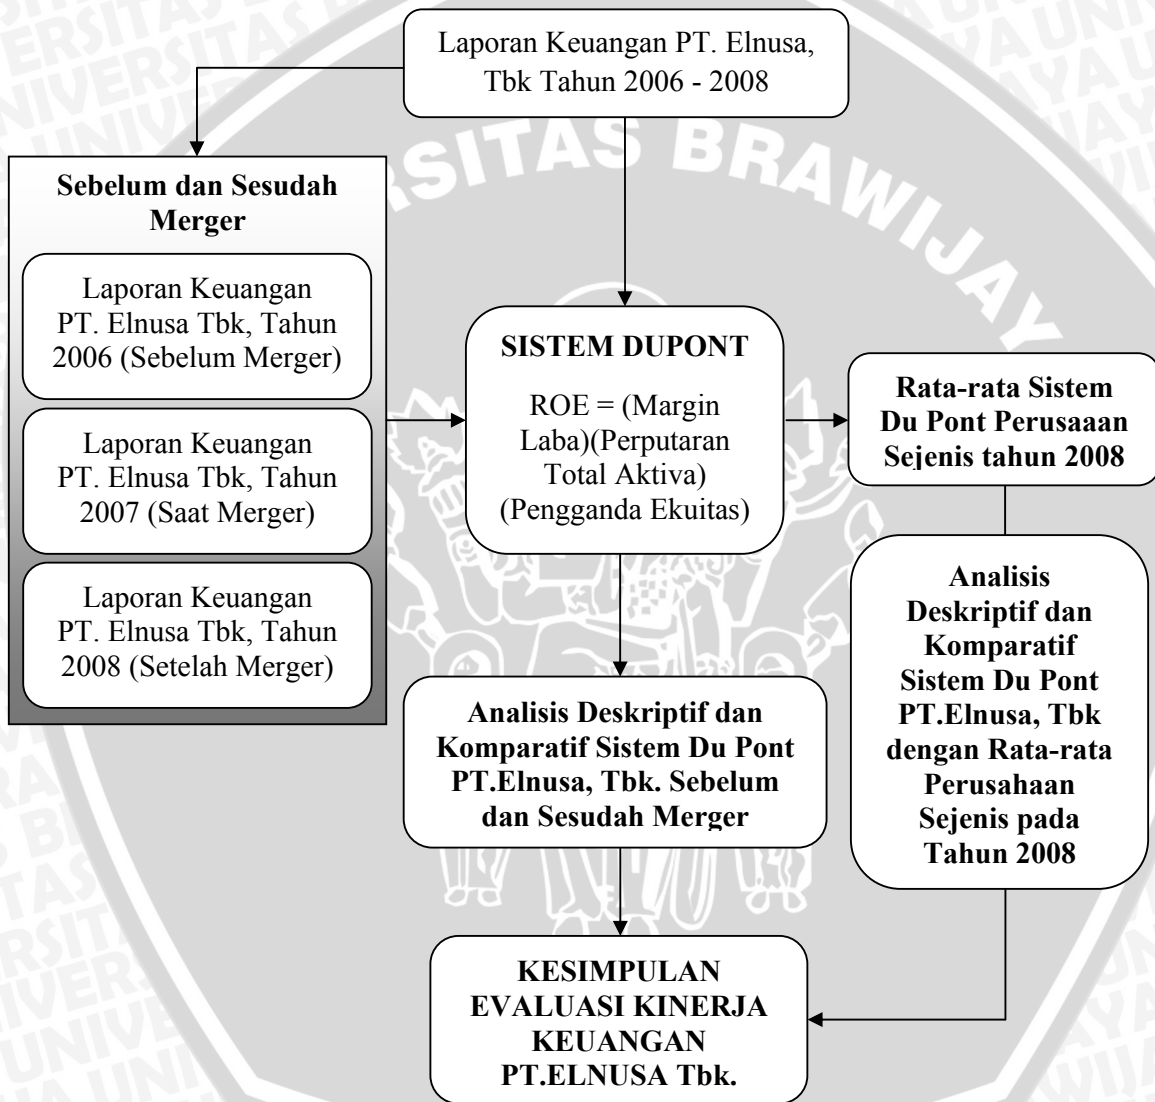 Laporan Keuangan PT. Elnusa,
Tbk Tahun 2006 - 2008
Sebelum dan Sesudah
Merger
Laporan Keuangan
PT. Elnusa Tbk, Tahun
2006 (Sebelum Merger)
Laporan Keuangan
PT. Elnusa Tbk, Tahun
2007 (Saat Merger)
Laporan Keuangan
PT. Elnusa Tbk, Tahun
2008 (Setelah Merger)
SISTEM DUPONT
ROE = (Margin
Laba)(Perputaran
Total Aktiva)
(Pengganda Ekuitas)
Rata-rata Sistem
Du Pont Perusaaan
Sejenis tahun 2008
Analisis Deskriptif dan
Komparatif Sistem Du Pont
PT.Elnusa, Tbk. Sebelum
dan Sesudah Merger
Analisis
Deskriptif dan
Komparatif
Sistem Du Pont
PT.Elnusa, Tbk
dengan Rata-rata
Perusahaan
Sejenis pada
Tahun 2008
KESIMPULAN
EVALUASI KINERJA
KEUANGAN
PT.ELNUSA Tbk.